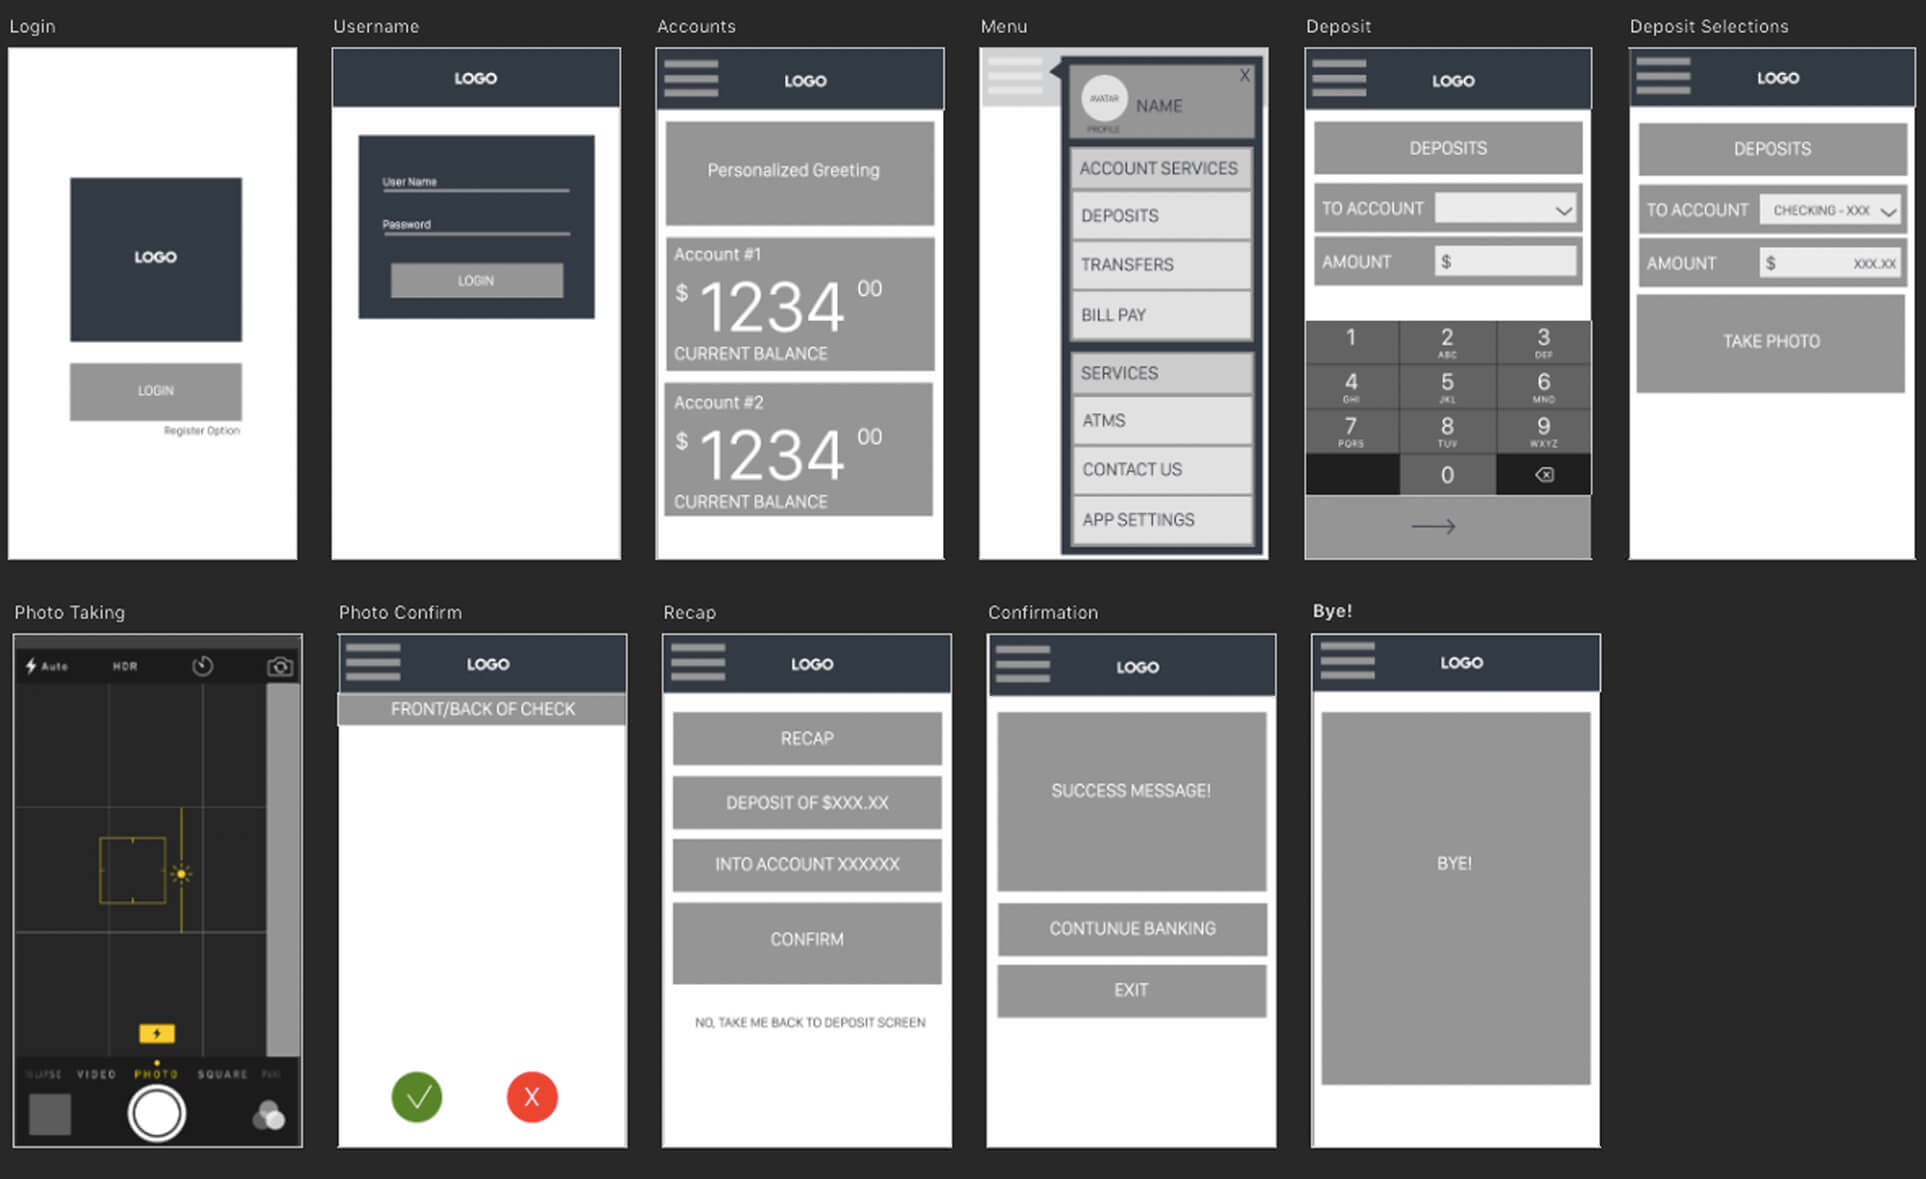 Login
LOGO
LOGIN
Register Option
Username
LOGO
User Name
Password
LOGIN
Accounts
LOGO
Personalized Greeting
Account #1
$ 1234 00
CURRENT BALANCE
Account #2
$ 1234 00
CURRENT BALANCE
Menu
X
AVATAR
NAME
PROFILE
ACCOUNT SERVICES
DEPOSITS
TRANSFERS
BILL PAY
SERVICES
ATMS
CONTACT US
APP SETTINGS
Deposit
LOGO
DEPOSITS
TO ACCOUNT
AMOUNT $
1 2 3
ABC DEF
4 5 6
GHI JKL MNO
7 8 9
PQRS TUV WXYZ
0
Deposit Selections
LOGO
DEPOSITS
TO ACCOUNT CHECKING - XXX
AMOUNT $ XXX.XX
TAKE PHOTO
Photo Taking
Auto HDR
VIDEO PHOTO SQUARE
Photo Confirm
LOGO
FRONT/BACK OF CHECK
X
Recap
LOGO
RECAP
DEPOSIT OF $XXX.XX
INTO ACCOUNT XXXXXX
CONFIRM
NO, TAKE ME BACK TO DEPOSIT SCREEN
Confirmation
LOGO
SUCCESS MESSAGE!
CONTUNUE BANKING
EXIT
Bye!
LOGO
BYE!